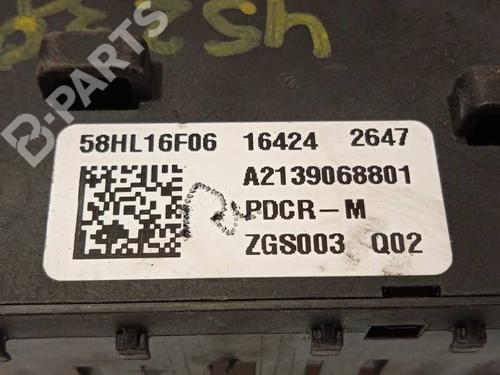 58HL16F06 16424 2647
A2139068801
PDCR-M
ZGS003 Q02
B-PARTS